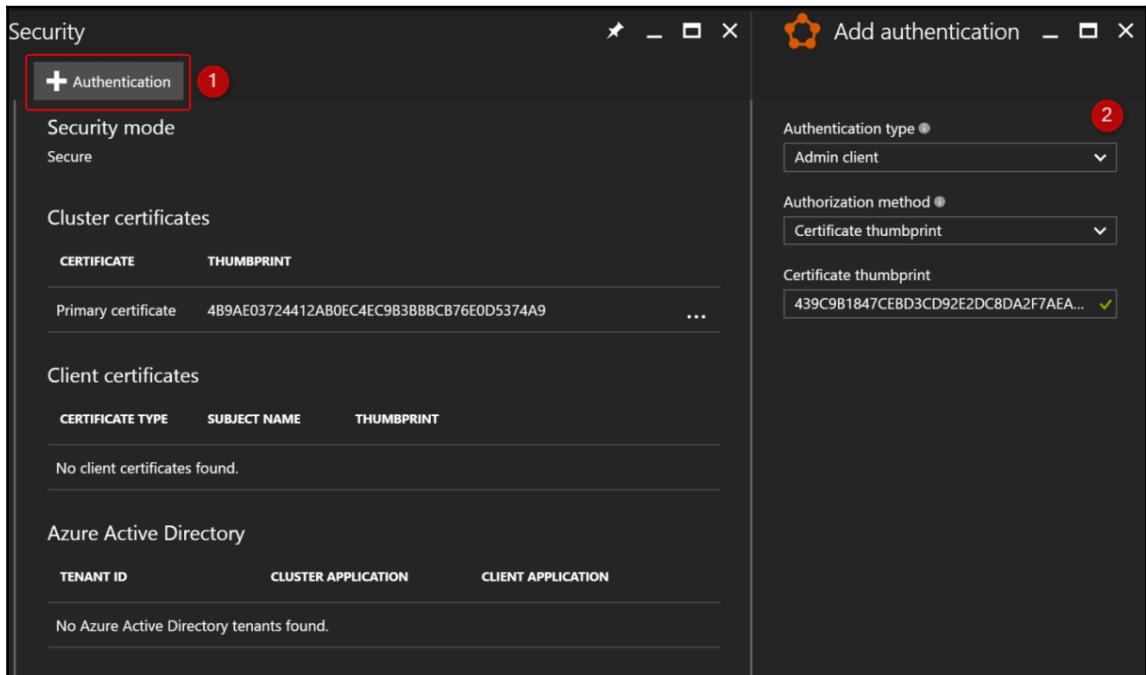 Security
Authentication
1
Security mode
Secure
Cluster certificates
CERTIFICATE THUMBPRINT
Primary certificate 4B9AE03724412AB0EC4EC9B3BBBCB76E0D5374A9 ...
Client certificates
CERTIFICATE TYPE SUBJECT NAME THUMBPRINT
No client certificates found.
Azure Active Directory
TENANT ID CLUSTER APPLICATION CLIENT APPLICATION
No Azure Active Directory tenants found.
Add authentication
2
Authentication type
Admin client
Authorization method
Certificate thumbprint
Certificate thumbprint
439C9B1847CEBD3CD92E2DC8DA2F7AEA...